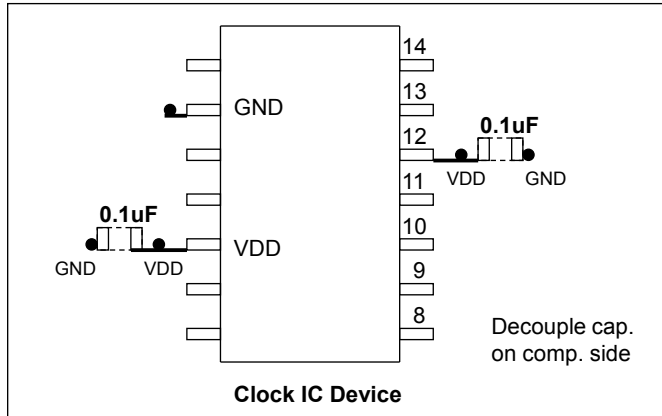 14
GND
13
12
0.1uF
VDD
GND
11
0.1uF
VDD
10
GND
VDD
9
8
Decouple cap.
on comp. side
Clock IC Device